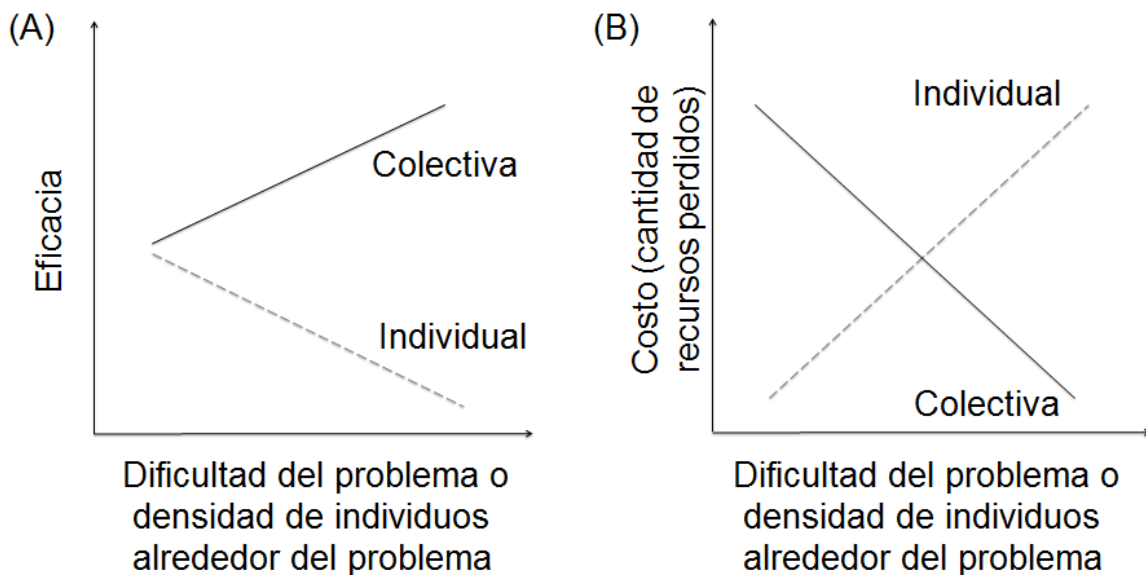 (A)
Eficacia
Colectiva
Individual
Dificultad del problema o
densidad de individuos
alrededor del problema
(B)
Costo (cantidad de
recursos perdidos)
Individual
Colectiva
Dificultad del problema o
densidad de individuos
alrededor del problema